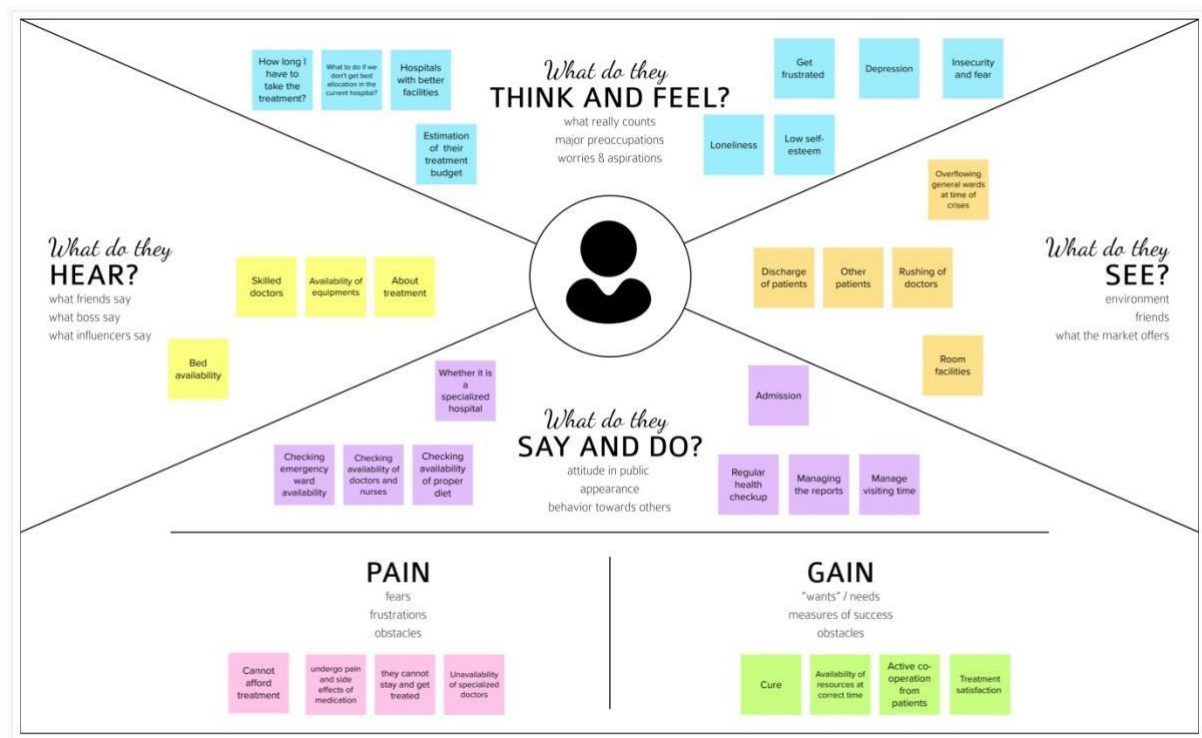 How long I
have to
take the
treatment?
What to do if we
don't get bed
allocation in the
current hospital?
Hospitals
with better
facilities
Estimation
of their
treatment
budget
What do they
THINK AND FEEL?
what really counts
major preoccupations
worries & aspirations
Get
frustrated
Depression
Insecurity
and fear
Loneliness
Low self-
esteem
What do they
HEAR?
what friends say
what boss say
what influencers say
Skilled
doctors
Availability of
equipments
About
treatment
Bed
availability
Overflowing
general wards
at time of
crises
Discharge
of patients
Other
patients
Rushing of
doctors
Room
facilities
What do they
SEE?
environment
friends
what the market offers
Whether it is
a
specialized
hospital
Checking
emergency
ward
availability
Checking
availability of
doctors and
nurses
Checking
availability
of proper
diet
What do they
SAY AND DO?
attitude in public
appearance
behavior towards others
Admission
Regular
health
checkup
Managing
the reports
Manage
visiting time
PAIN
fears
frustrations
obstacles
Cannot
afford
treatment
undergo pain
and side
effects of
medication
they cannot
stay and get
treated
Unavailability
of specialized
doctors
GAIN
"wants" / needs
measures of success
obstacles
Cure
Availability of
resources at
correct time
Active co-
operation
from
patients
Treatment
satisfaction